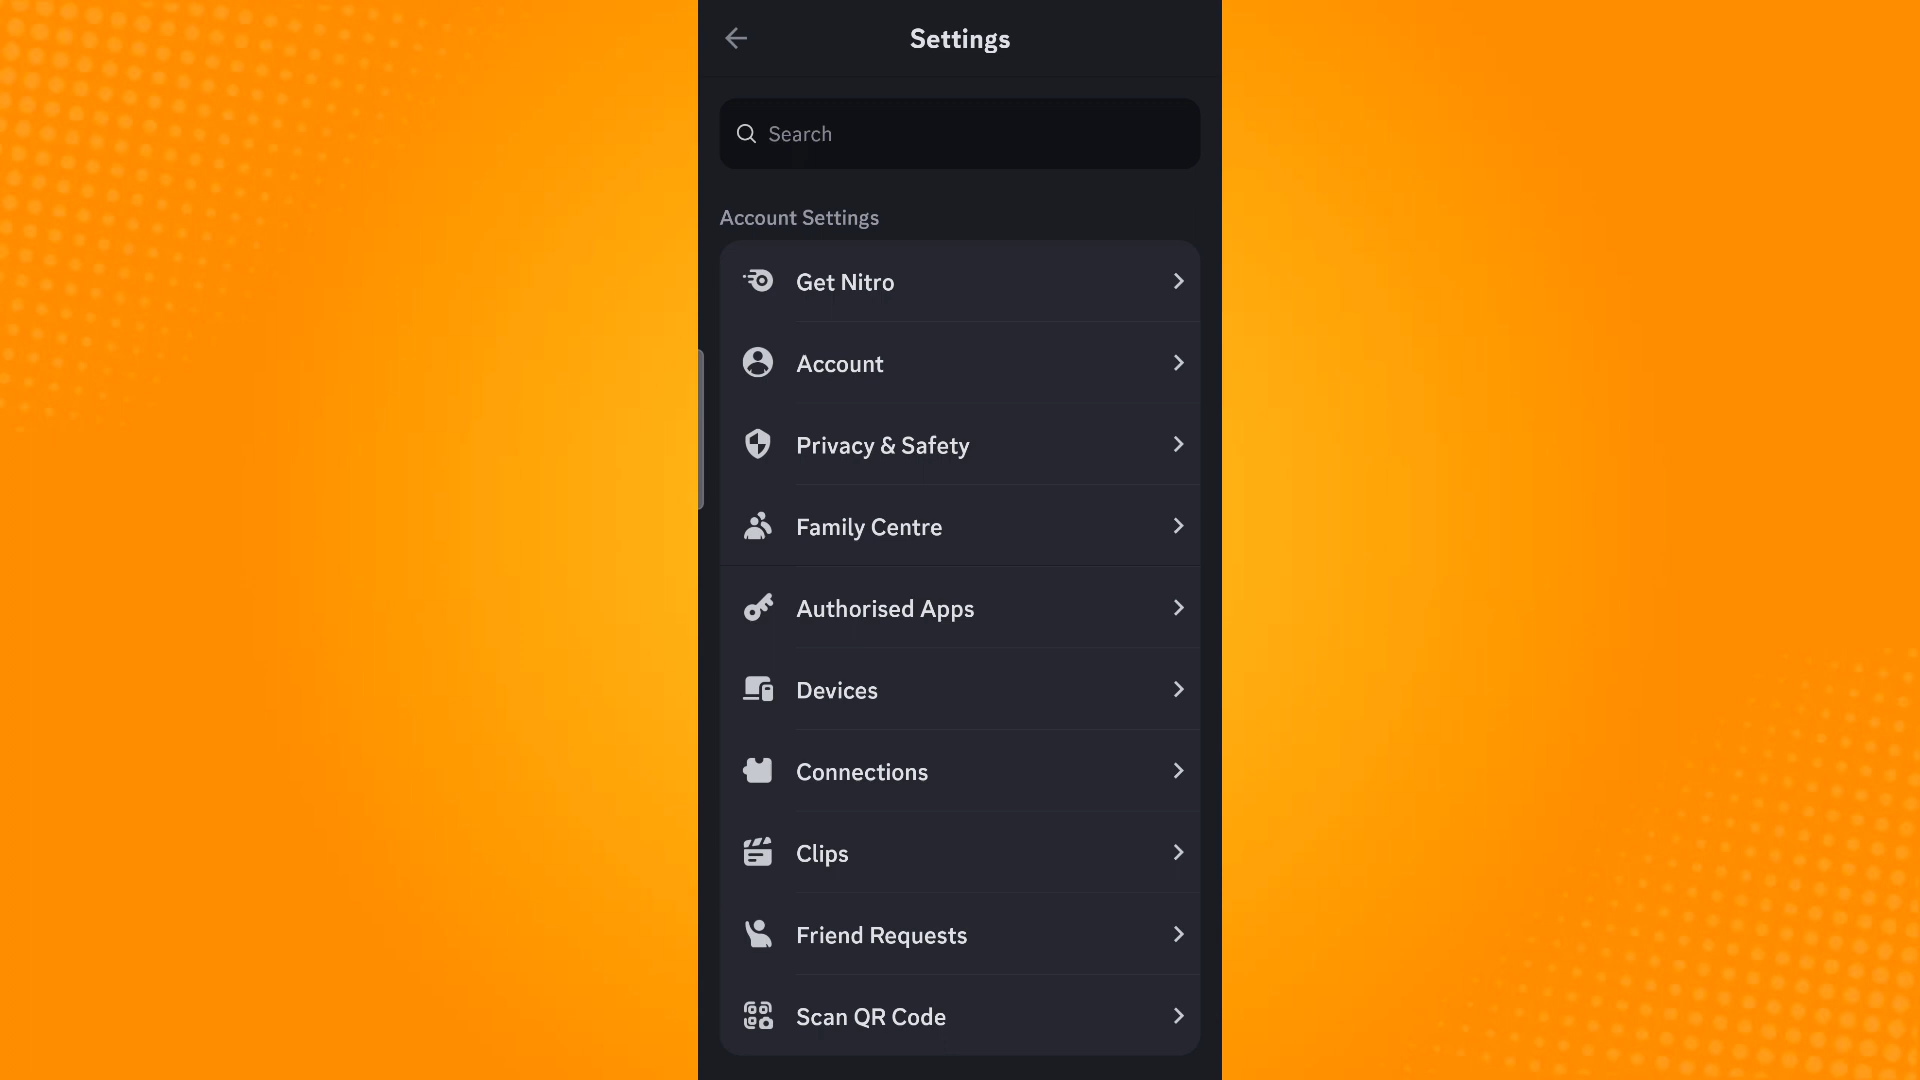 Settings
Search
Account Settings
Get Nitro
Account
Privacy & Safety
Family Centre
Authorised Apps
Devices
Connections
Clips
Friend Requests
Scan QR Code